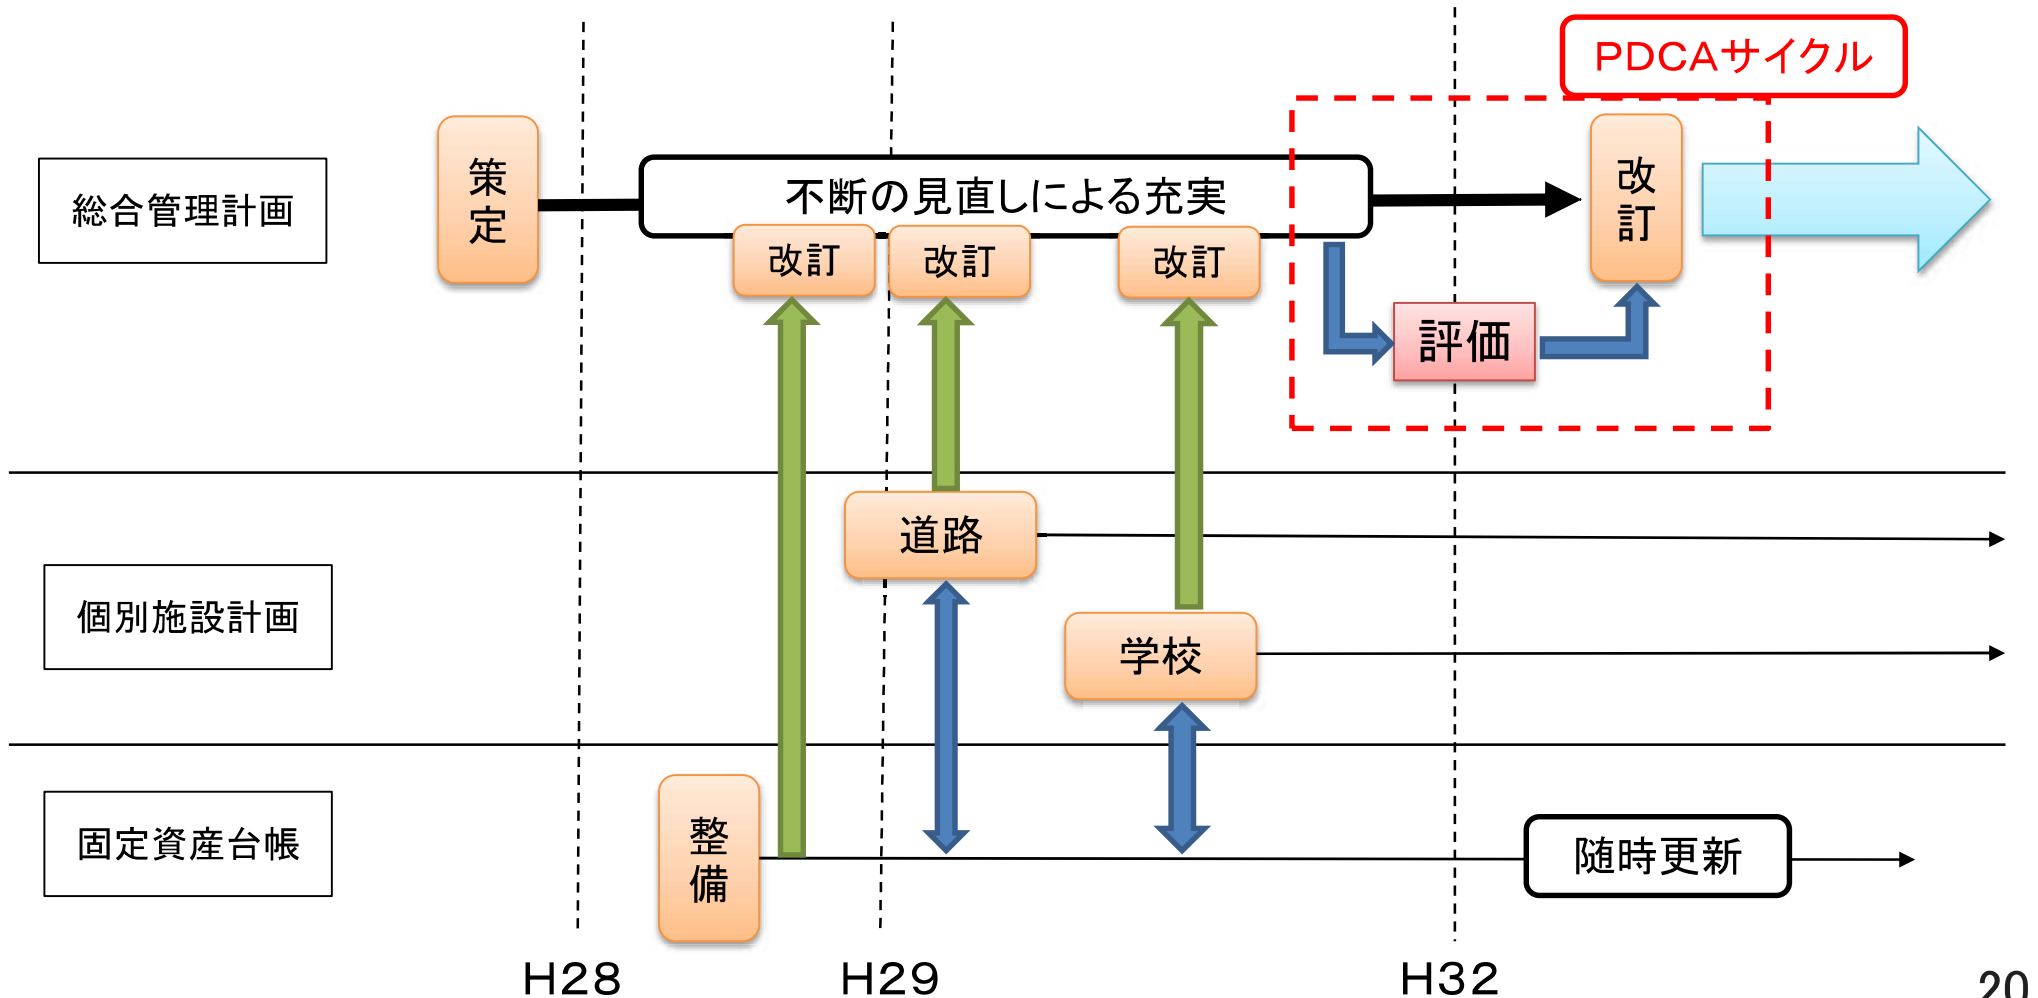 PDCAサイクル
総合管理計画
策定
不断の見直しによる充実
改訂
改訂
改訂
改訂
評価
個別施設計画
道路
学校
固定資産台帳
整備
随時更新
H28
H29
H32
20